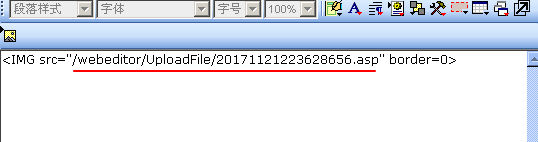 段落样式 字体 字号 100%
<IMG src="/webeditor/UploadFile/20171121223628656.asp" border=0>